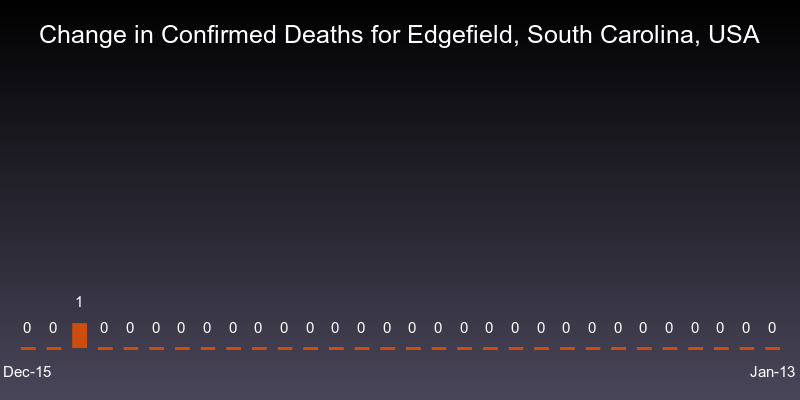 Change in Confirmed Deaths for Edgefield, South Carolina, USA
1
0 0 0 0 0 0 0 0 0 0 0 0 0 0 0 0 0 0 0 0 0 0 0 0 0 0 0 0 0
Dec-15 Jan-13